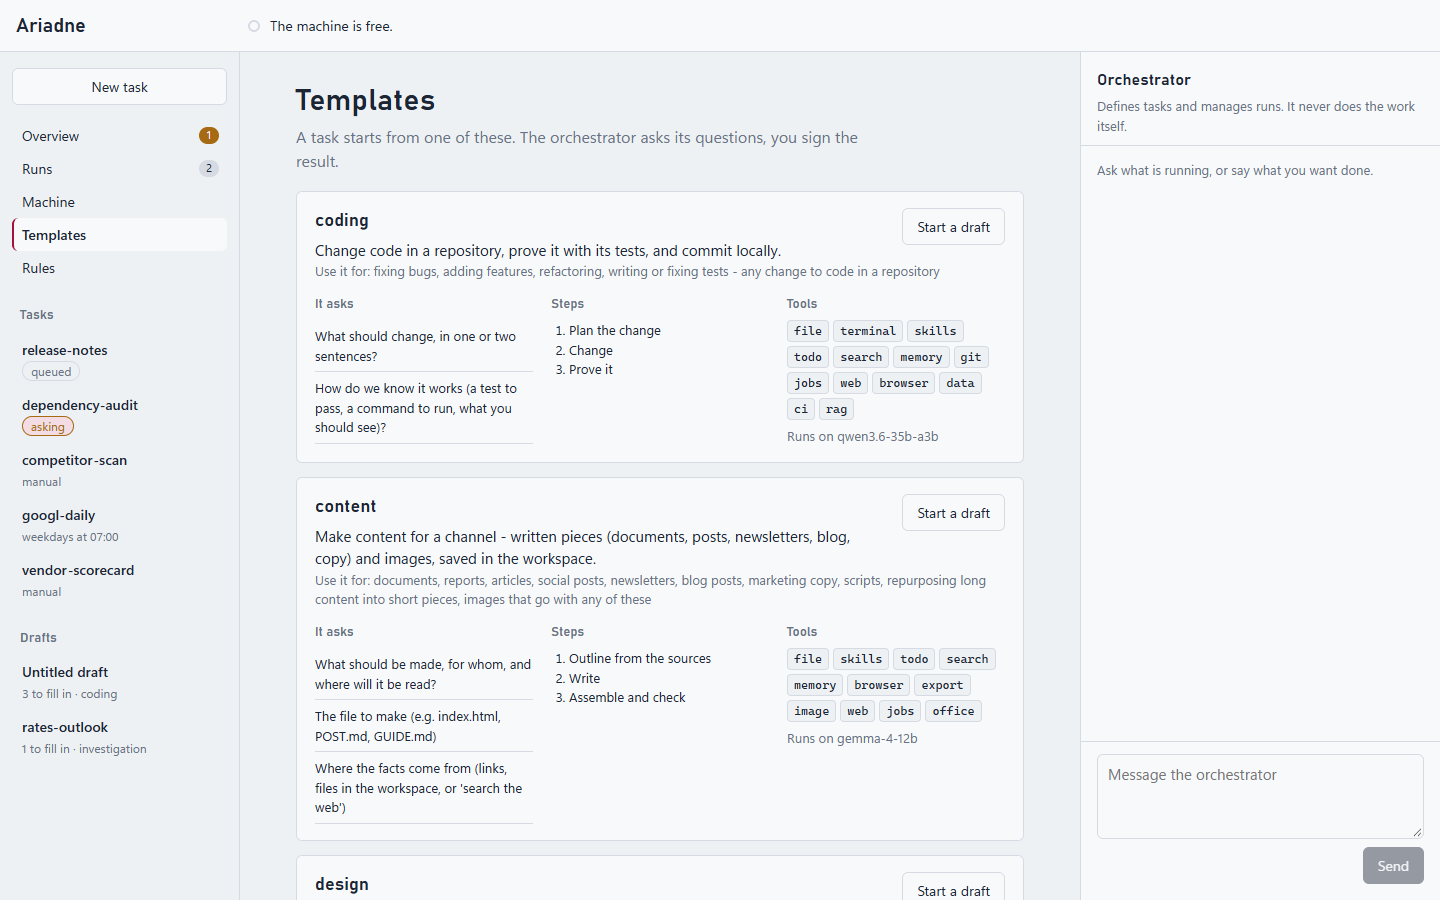 Ariadne
The machine is free.
New task
Overview
1
Runs
2
Machine
Templates
Rules
Tasks
release-notes
queued
dependency-audit
asking
competitor-scan
manual
googl-daily
weekdays at 07:00
vendor-scorecard
manual
Drafts
Untitled draft
3 to fill in · coding
rates-outlook
1 to fill in · investigation
Templates
A task starts from one of these. The orchestrator asks its questions, you sign the
result.
coding
Start a draft
Change code in a repository, prove it with its tests, and commit locally.
Use it for: fixing bugs, adding features, refactoring, writing or fixing tests - any change to code in a repository
It asks
What should change, in one or two
sentences?
How do we know it works (a test to
pass, a command to run, what you
should see)?
Steps
1. Plan the change
2. Change
3. Prove it
Tools
file terminal skills
todo search memory git
jobs web browser data
ci rag
Runs on qwen3.6-35b-a3b
content
Start a draft
Make content for a channel - written pieces (documents, posts, newsletters, blog,
copy) and images, saved in the workspace.
Use it for: documents, reports, articles, social posts, newsletters, blog posts, marketing copy, scripts, repurposing long
content into short pieces, images that go with any of these
It asks
What should be made, for whom, and
where will it be read?
The file to make (e.g. index.html,
POST.md, GUIDE.md)
Where the facts come from (links,
files in the workspace, or 'search the
web')
Steps
1. Outline from the sources
2. Write
3. Assemble and check
Tools
file skills todo search
memory browser export
image web jobs office
Runs on gemma-4-12b
design
Start a draft
Orchestrator
Defines tasks and manages runs. It never does the work
itself.
Ask what is running, or say what you want done.
Message the orchestrator
Send